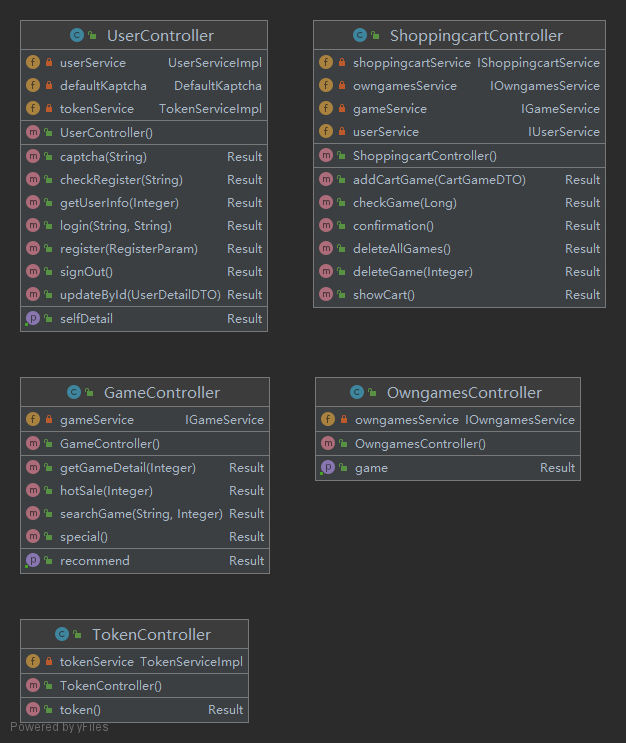 UserController
userService UserServiceImpl
defaultKaptcha DefaultKaptcha
tokenService TokenServiceImpl
UserController()
captcha(String) Result
checkRegister(String) Result
getUserInfo(Integer) Result
login(String, String) Result
register(RegisterParam) Result
signOut() Result
updateById(UserDetailDTO) Result
selfDetail Result
ShoppingcartController
shoppingcartService IShoppingcartService
owngamesService IOwngamesService
gameService IGameService
userService IUserService
ShoppingcartController()
addCartGame(CartGameDTO) Result
checkGame(Long) Result
confirmation() Result
deleteAllGames() Result
deleteGame(Integer) Result
showCart() Result
GameController
gameService IGameService
GameController()
getGameDetail(Integer) Result
hotSale(Integer) Result
searchGame(String, Integer) Result
special() Result
recommend Result
OwngamesController
owngamesService IOwngamesService
OwngamesController()
game Result
TokenController
tokenService TokenServiceImpl
TokenController()
token() Result
Powered by yFiles